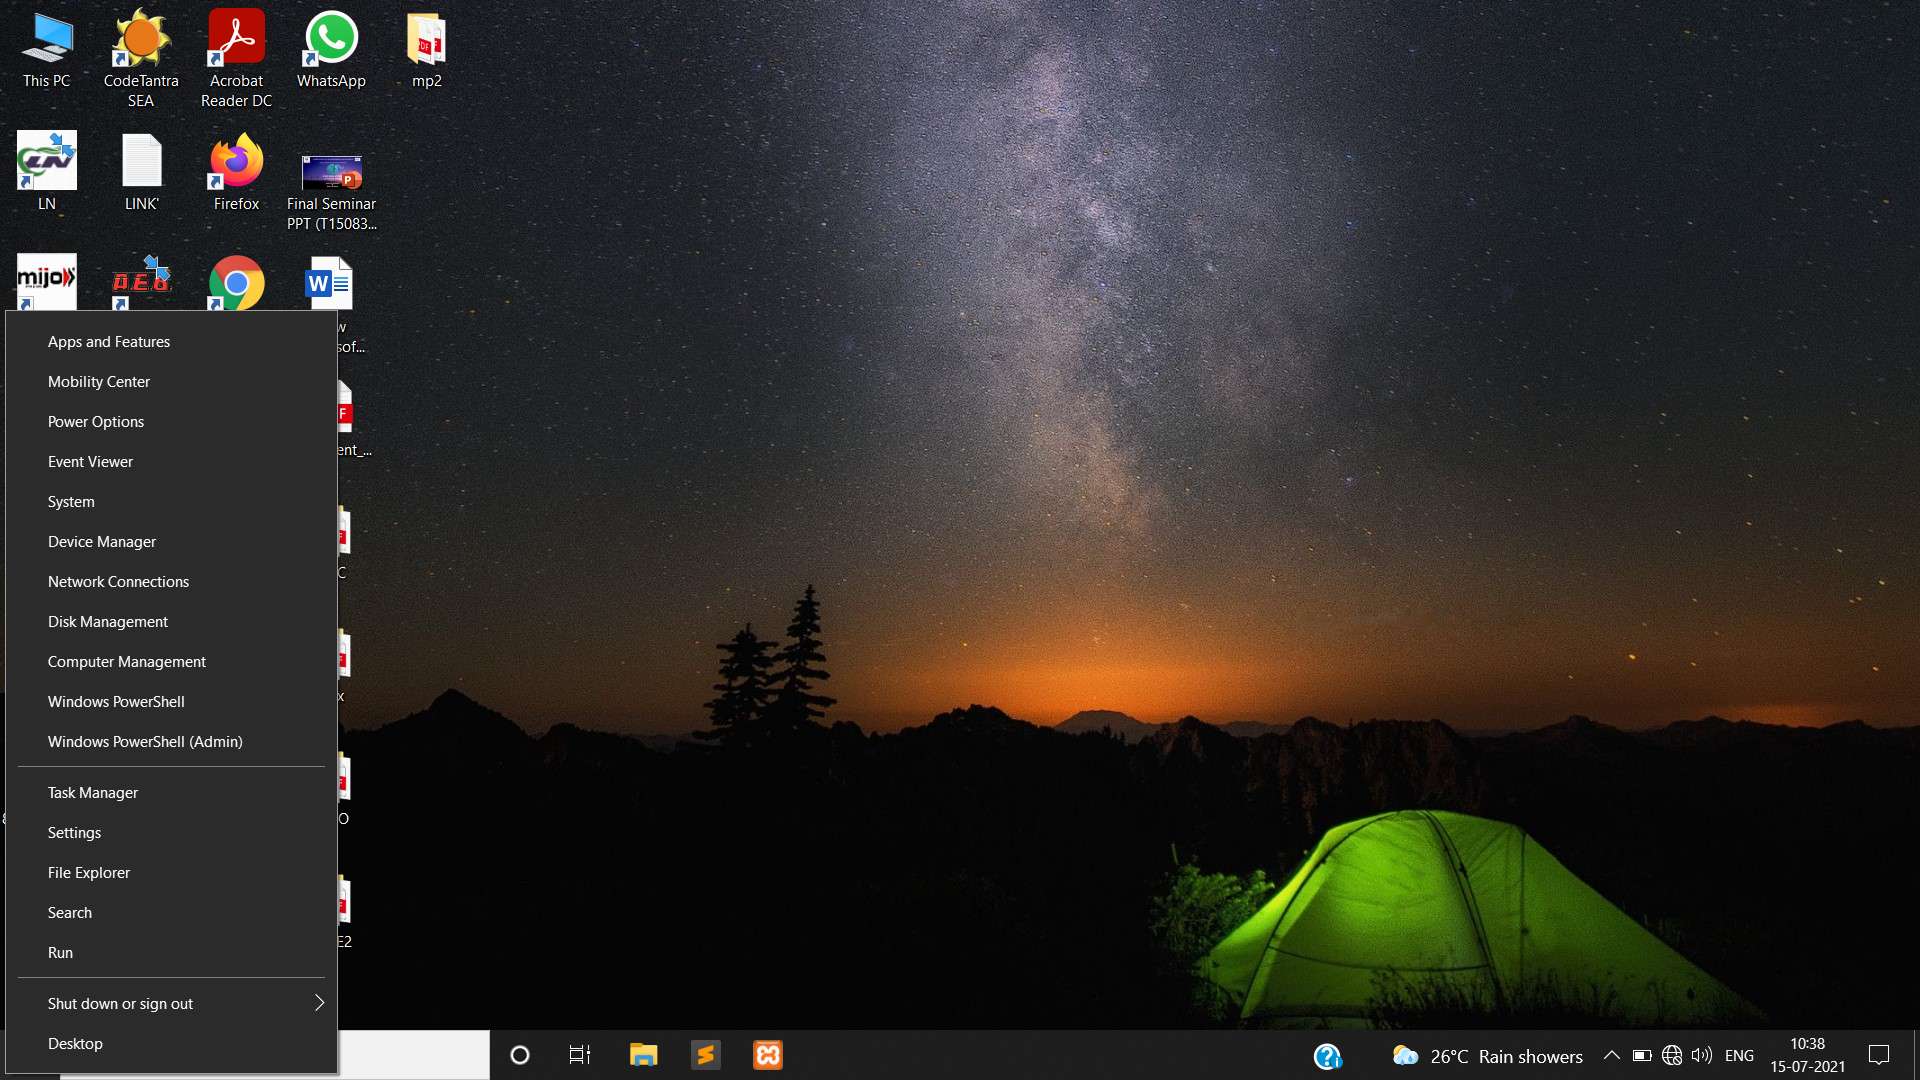 This PC
CodeTantra
SEA
Acrobat
Reader DC
WhatsApp
mp2
LN
LINK'
Firefox
Final Seminar
PPT (T15083...
mijo
AEB
w
sof...
ent_...
C
x
O
E2
Apps and Features
Mobility Center
Power Options
Event Viewer
System
Device Manager
Network Connections
Disk Management
Computer Management
Windows PowerShell
Windows PowerShell (Admin)
Task Manager
Settings
File Explorer
Search
Run
Shut down or sign out
Desktop
26°C Rain showers
ENG
10:38
15-07-2021